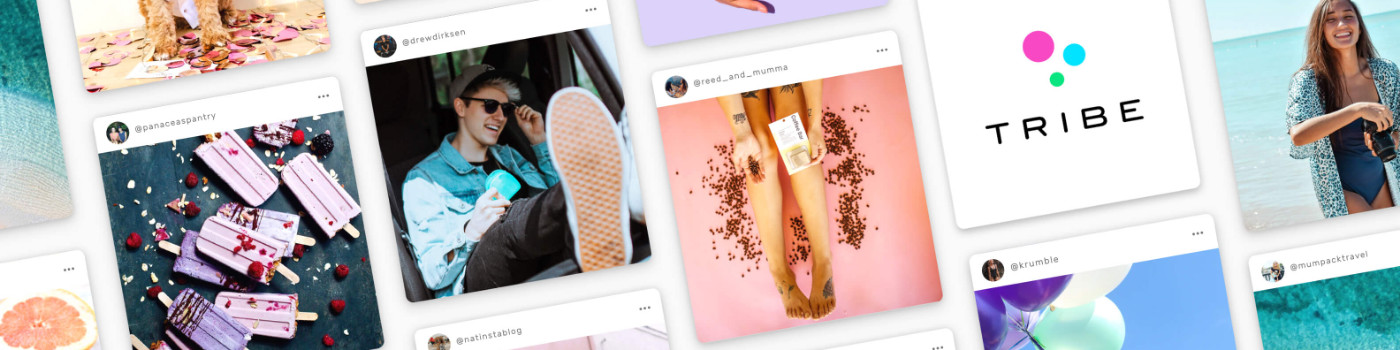 @drewdirksen
@panaceaspantry
@reed_and_mumma
TRIBE
@krumble
@mumpacktravel
@natinstablog